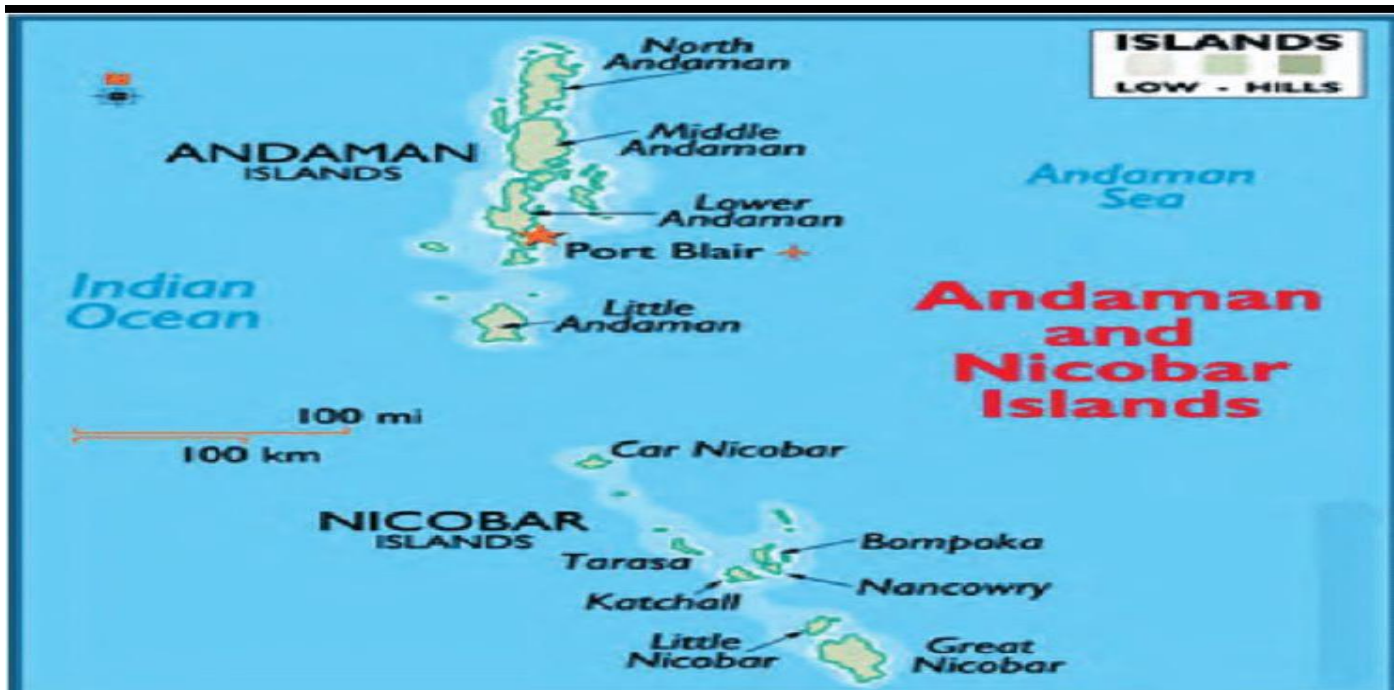 North
Andaman
ISLANDS
LOW - HILLS
Middle
Andaman
ANDAMAN
ISLANDS
Andaman
Sea
Lower
Andaman
Port Blair
Indian
Ocean
Andaman
and
Nicobar
Islands
Little
Andaman
100 mi
100 km
Car Nicobar
NICOBAR
ISLANDS
Bompoka
Tarasa
Nancowry
Katchall
Little
Nicobar
Great
Nicobar